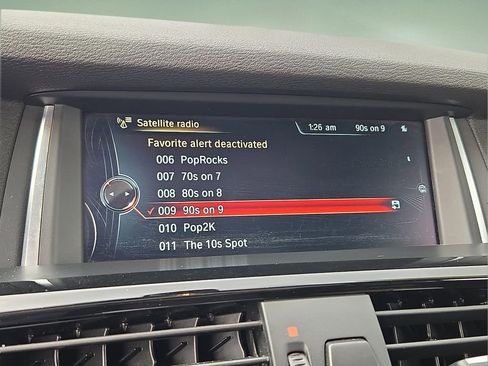 Satellite radio 1:26 am 90s on 9
Favorite alert deactivated
006 PopRocks
007 70s on 7
008 80s on 8
009 90s on 9
010 Pop2K
011 The 10s Spot